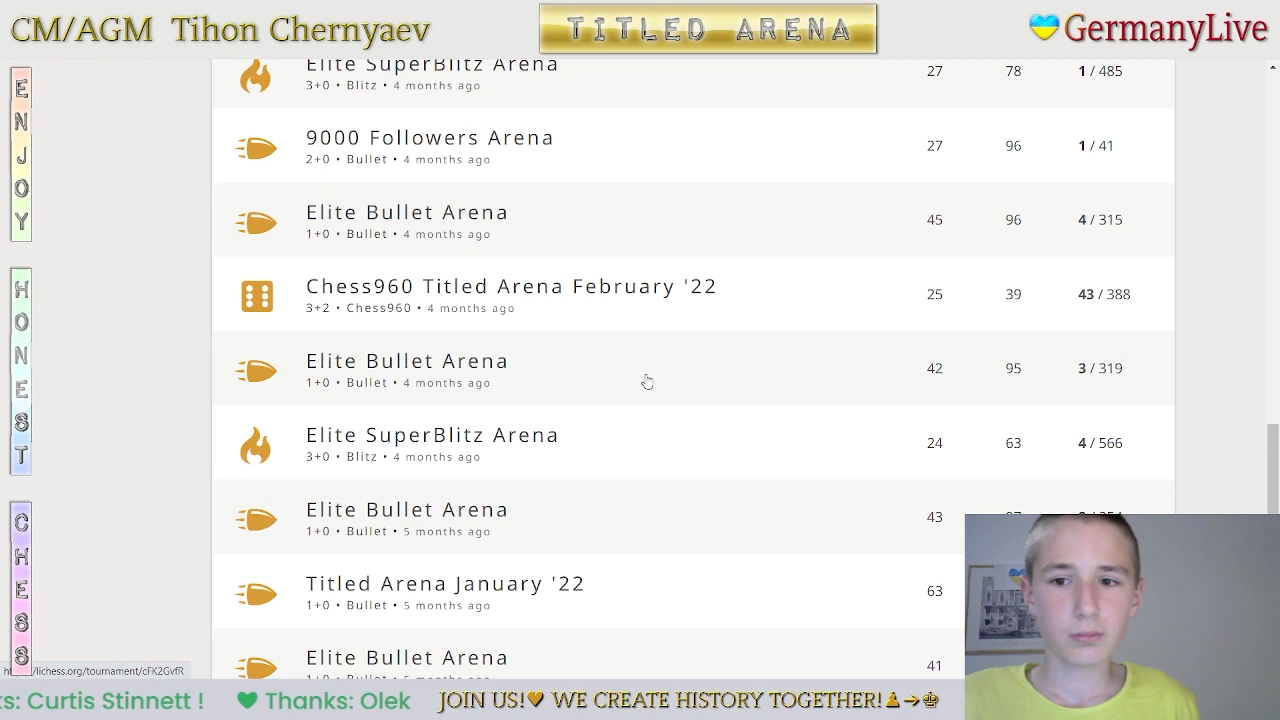 CM/AGM Tihon Chernyaev
TITLED ARENA
GermanyLive
ENJOY
HONEST
CHESS
Elite SuperBlitz Arena
3+0 • Blitz • 4 months ago
27 78 1 / 485
9000 Followers Arena
2+0 • Bullet • 4 months ago
27 96 1 / 41
Elite Bullet Arena
1+0 • Bullet • 4 months ago
45 96 4 / 315
Chess960 Titled Arena February '22
3+2 • Chess960 • 4 months ago
25 39 43 / 388
Elite Bullet Arena
1+0 • Bullet • 4 months ago
42 95 3 / 319
Elite SuperBlitz Arena
3+0 • Blitz • 4 months ago
24 63 4 / 566
Elite Bullet Arena
1+0 • Bullet • 5 months ago
43
Titled Arena January '22
1+0 • Bullet • 5 months ago
63
Elite Bullet Arena
41
/lichess.org/tournament/cFK2GvfR
ks: Curtis Stinnett ! Thanks: Olek
JOIN US! WE CREATE HISTORY TOGETHER!